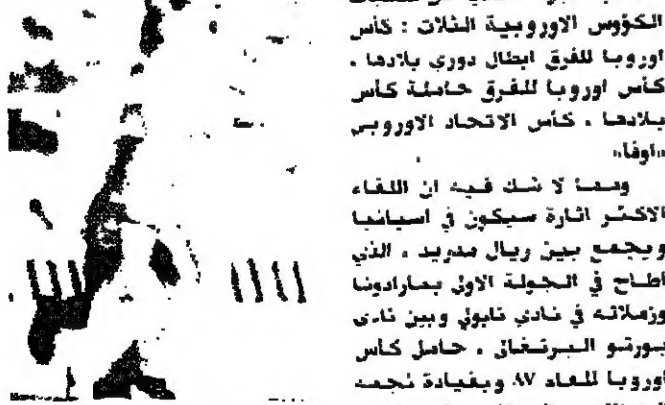 الكؤوس الاوروبية الثلاث : كأس
اوروبا للفرق ابطال دوري بلادها ،
كأس اوروبا للفرق حاملة كأس
بلادها ، كأس الاتحاد الاوروبي
«اوفا»
ومما لا شك فيه ان اللقاء
الاكثر اثارة سيكون في اسبانيا
ويجمع بين ريال مدريد ، الذي
اطاح في الجولة الاولى بمارادونا
وزملائه في نادي نابولي وبين نادي
بورتو البرتغالي ، حامل كأس
اوروبا للعام ٨٧ وبقيادة نجمه